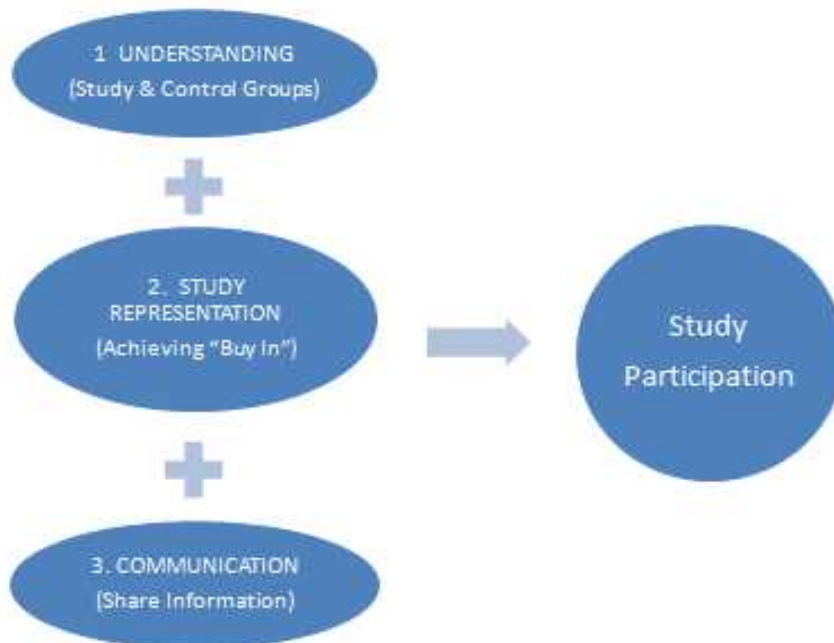 1  UNDERSTANDING
(Study & Control Groups)
2.  STUDY
REPRESENTATION
(Achieving “Buy In”)
Study
Participation
3. COMMUNICATION
(Share Information)